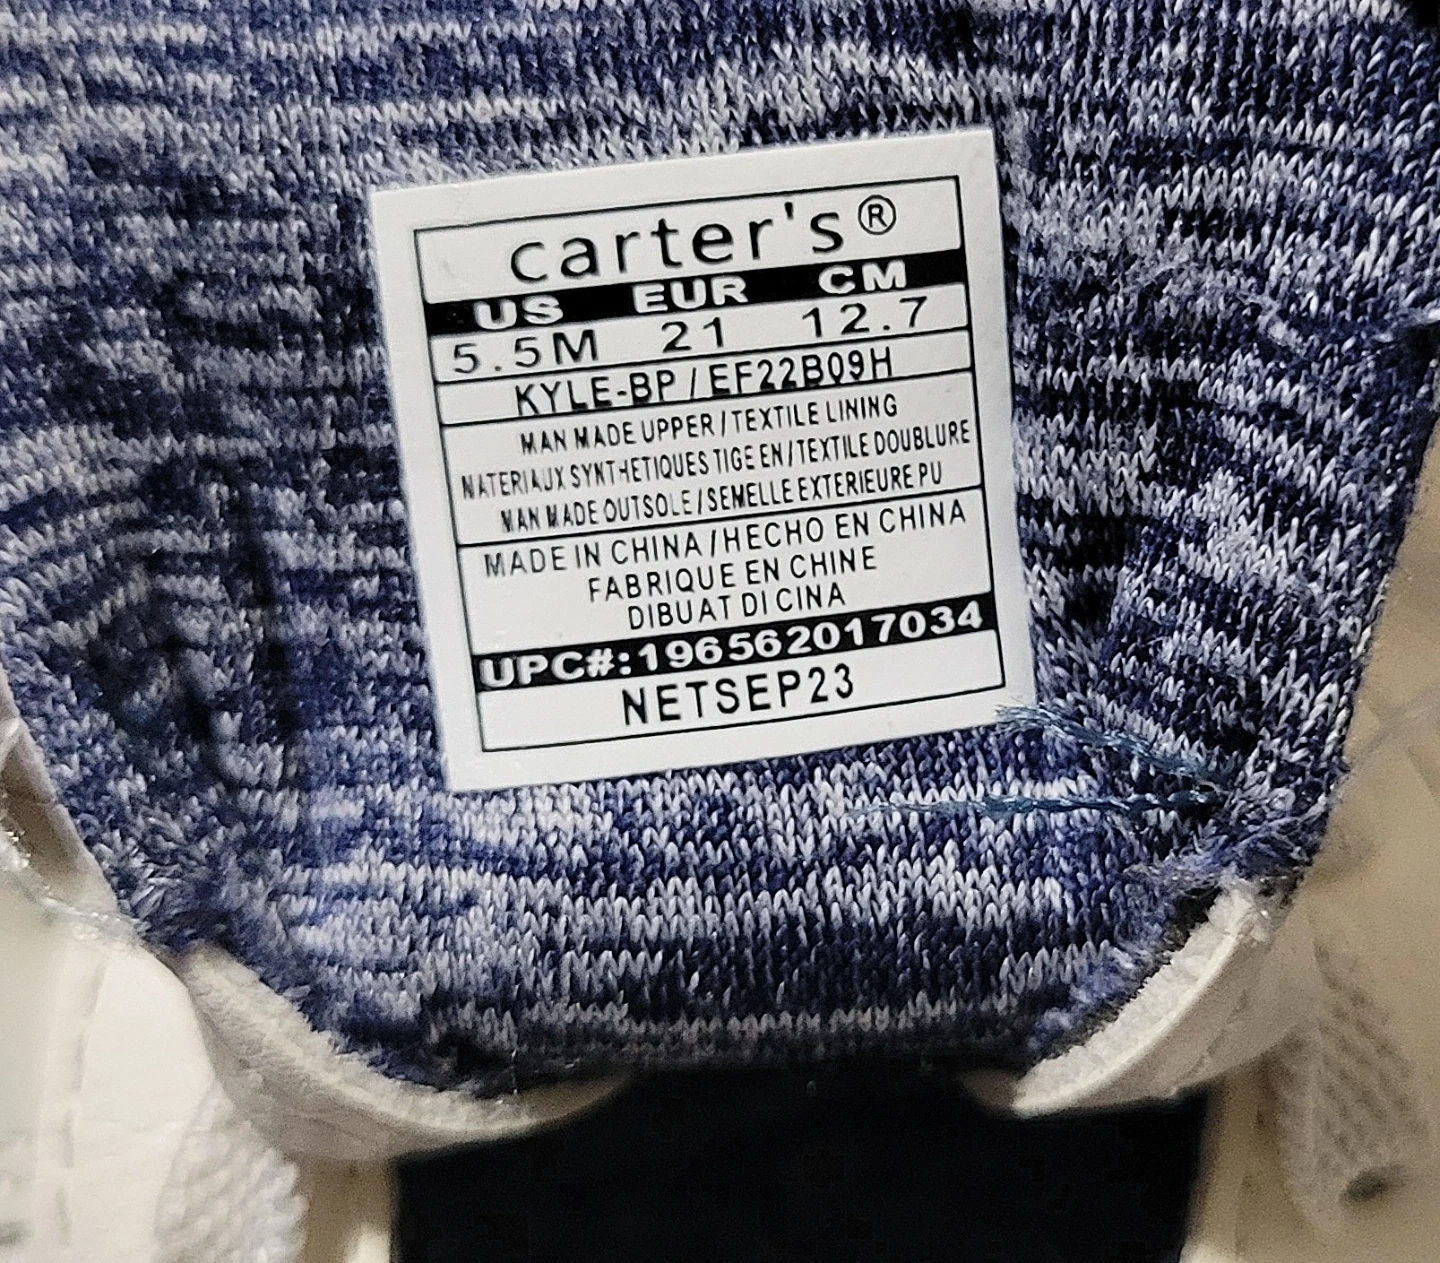 carter's®
US EUR CM
5.5M 21 12.7
KYLE-BP / EF22B09H
MAN MADE UPPER / TEXTILE LINING
MATERIAUX SYNTHETIQUES TIGE EN / TEXTILE DOUBLURE
MAN MADE OUTSOLE / SEMELLE EXTERIEURE PU
MADE IN CHINA / HECHO EN CHINA
FABRIQUE EN CHINE
DIBUAT DI CINA
UPC#:196562017034
NETSEP23